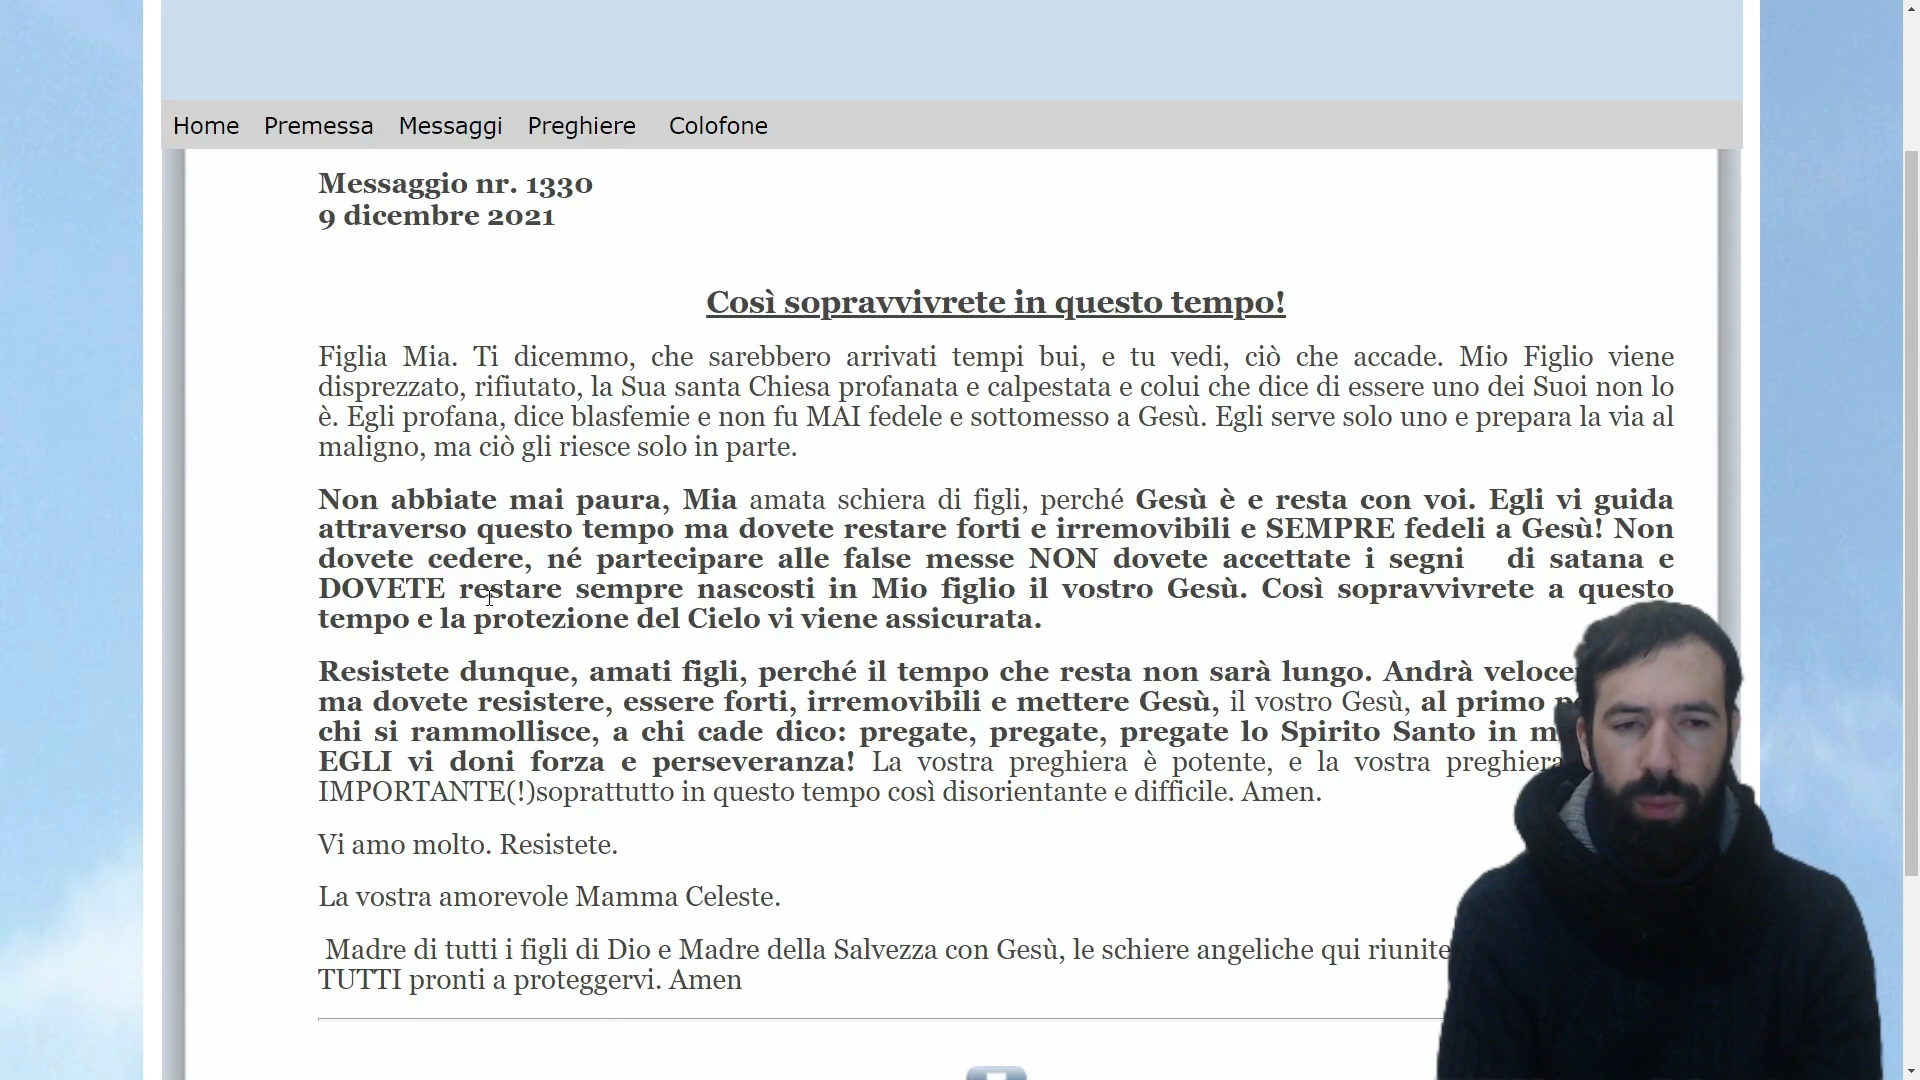 Home Premessa Messaggi Preghiere Colofone
Messaggio nr. 1330
9 dicembre 2021
Così sopravvivrete in questo tempo!
Figlia Mia. Ti dicemmo, che sarebbero arrivati tempi bui, e tu vedi, ciò che accade. Mio Figlio viene
disprezzato, rifiutato, la Sua santa Chiesa profanata e calpestata e colui che dice di essere uno dei Suoi non lo
è. Egli profana, dice blasfemie e non fu MAI fedele e sottomesso a Gesù. Egli serve solo uno e prepara la via al
maligno, ma ciò gli riesce solo in parte.
Non abbiate mai paura, Mia amata schiera di figli, perché Gesù è e resta con voi. Egli vi guida
attraverso questo tempo ma dovete restare forti e irremovibili e SEMPRE fedeli a Gesù! Non
dovete cedere, né partecipare alle false messe NON dovete accettate i segni di satana e
DOVETE restare sempre nascosti in Mio figlio il vostro Gesù. Così sopravvivrete a questo
tempo e la protezione del Cielo vi viene assicurata.
Resistete dunque, amati figli, perché il tempo che resta non sarà lungo. Andrà
ma dovete resistere, essere forti, irremovibili e mettere Gesù, il vostro Gesù, al primo
chi si rammollisce, a chi cade dico: pregate, pregate, pregate lo Spirito Santo in
EGLI vi doni forza e perseveranza! La vostra preghiera è potente, e la vostra preghiera
IMPORTANTE(!)soprattutto in questo tempo così disorientante e difficile. Amen.
Vi amo molto. Resistete.
La vostra amorevole Mamma Celeste.
Madre di tutti i figli di Dio e Madre della Salvezza con Gesù, le schiere angeliche qui riunite
TUTTI pronti a proteggervi. Amen